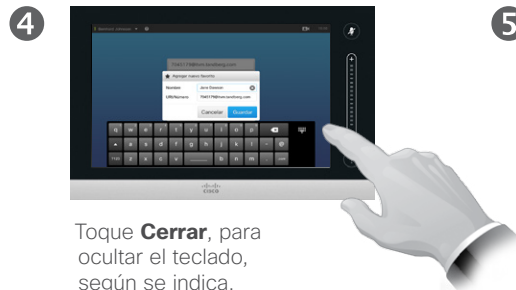 4
5
Agregar nuevo favorito
Nombre
URI/Número
Cancelar Guardar
q w e r t y u i o p
a s d f g h j k l - @
z x c v b n m .
CISCO
Toque Cerrar, para
ocultar el teclado,
según se indica.